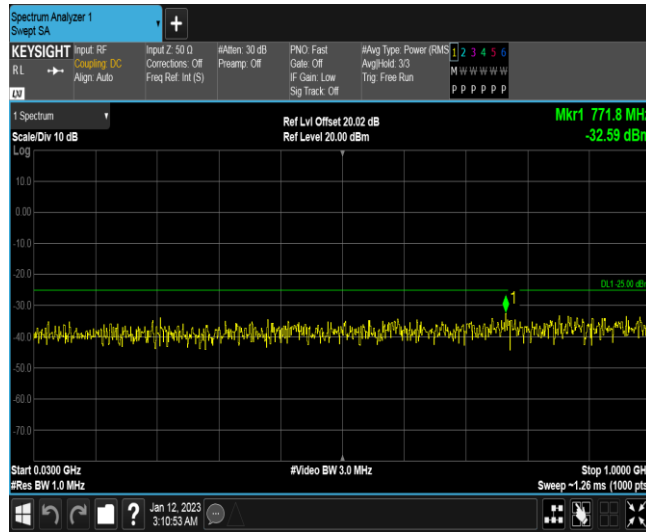 Spectrum Analyzer 1
Swept SA
+
KEYSIGHT Input: RF Input Z: 50 Ω #Atten: 30 dB PNO: Fast #Avg Type: Power (RMS 1 2 3 4 5 6
RL Coupling: DC Corrections: Off Preamp: Off Gate: Off Avg|Hold: 3/3 M W W W W W
Align: Auto Freq Ref: Int (S) IF Gain: Low Trig: Free Run
Sig Track: Off P P P P P P
LXI
1 Spectrum Ref Lvl Offset 20.02 dB Mkr1 771.8 MHz
Scale/Div 10 dB Ref Level 20.00 dBm -32.59 dBm
Log
10.0
0.00
-10.0
-20.0
DL1 -25.00 dBm
1
-30.0
-40.0
-50.0
-60.0
-70.0
Start 0.0300 GHz #Video BW 3.0 MHz Stop 1.0000 GHz
#Res BW 1.0 MHz Sweep ~1.26 ms (1000 pts)
? Jan 12, 2023
3:10:53 AM